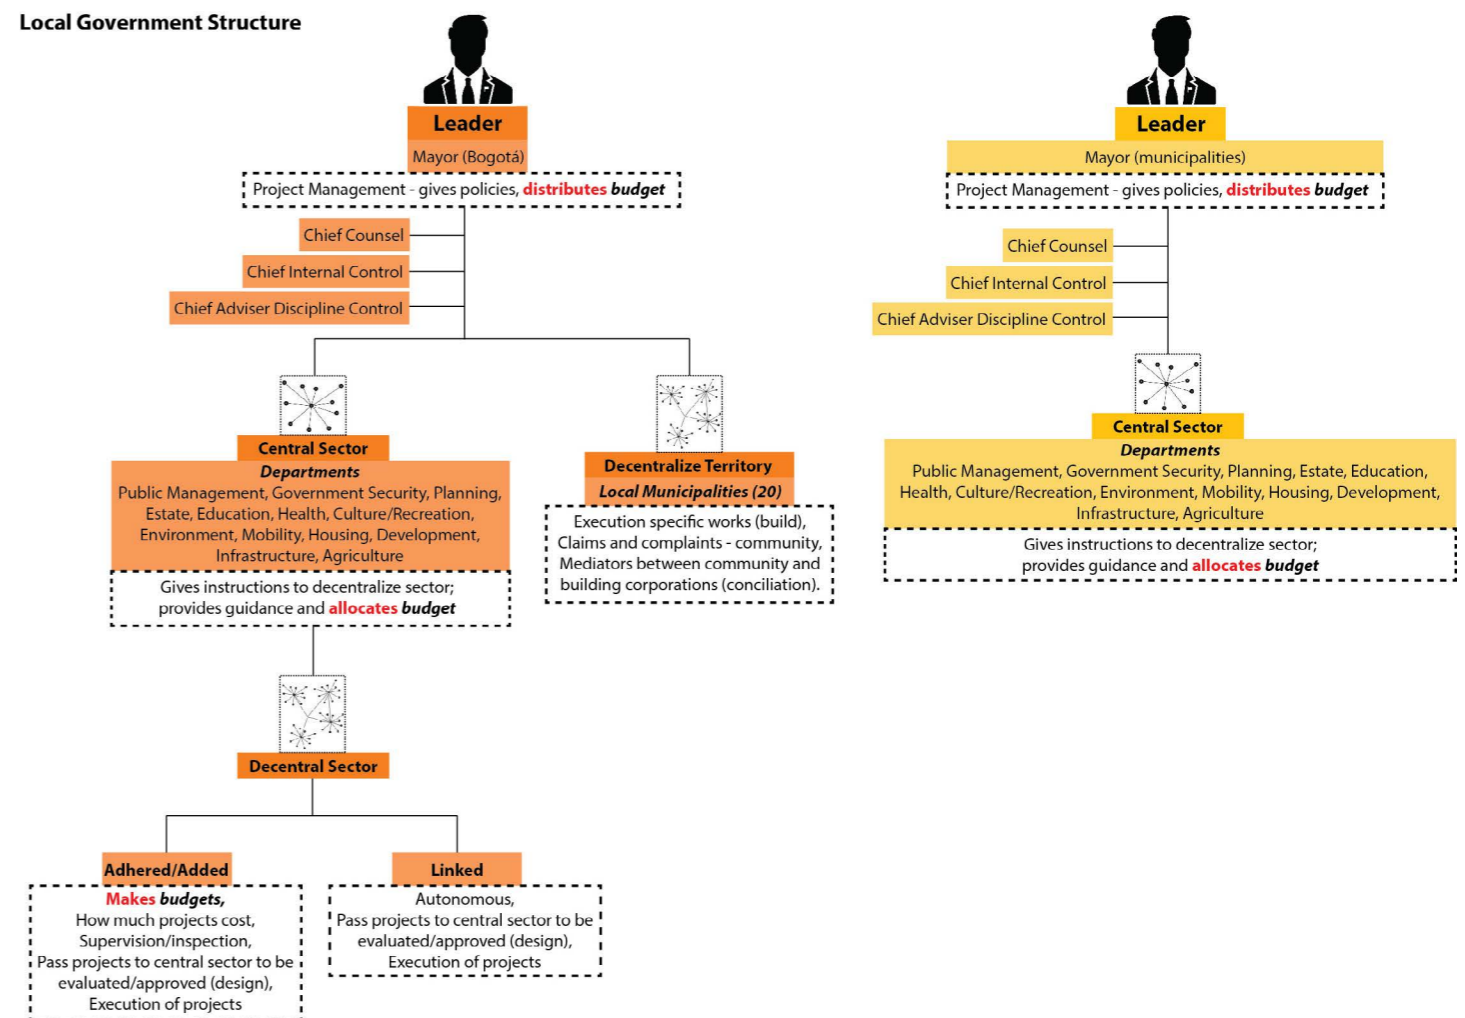 Local Government Structure
Leader
Mayor (Bogotá)
Project Management - gives policies, distributes budget
Chief Counsel
Chief Internal Control
Chief Adviser Discipline Control
Central Sector
Departments
Public Management, Government Security, Planning,
Estate, Education, Health, Culture/Recreation,
Environment, Mobility, Housing, Development,
Infrastructure, Agriculture
Gives instructions to decentralize sector;
provides guidance and allocates budget
Decentralize Territory
Local Municipalities (20)
Execution specific works (build),
Claims and complaints - community,
Mediators between community and
building corporations (conciliation).
Decentral Sector
Adhered/Added
Makes budgets,
How much projects cost,
Supervision/inspection,
Pass projects to central sector to be
evaluated/approved (design),
Execution of projects
Linked
Autonomous,
Pass projects to central sector to be
evaluated/approved (design),
Execution of projects
Leader
Mayor (municipalities)
Project Management - gives policies, distributes budget
Chief Counsel
Chief Internal Control
Chief Adviser Discipline Control
Central Sector
Departments
Public Management, Government Security, Planning, Estate, Education,
Health, Culture/Recreation, Environment, Mobility, Housing, Development,
Infrastructure, Agriculture
Gives instructions to decentralize sector;
provides guidance and allocates budget